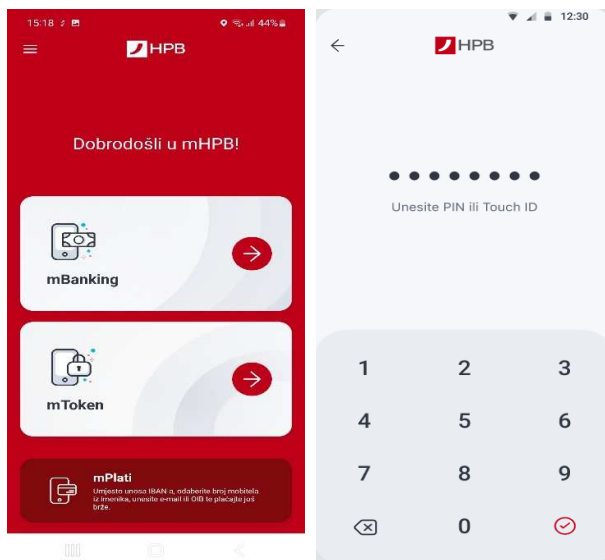 15:18
44%
HPB
Dobrodošli u mHPB!
mBanking
mToken
mPlati
Umjesto unosa IBAN a, odaberite broj mobitela
iz imenika, unesite e-mail ili OIB te plaćajte još
brže.
12:30
HPB
Unesite PIN ili Touch ID
1 2 3
4 5 6
7 8 9
0